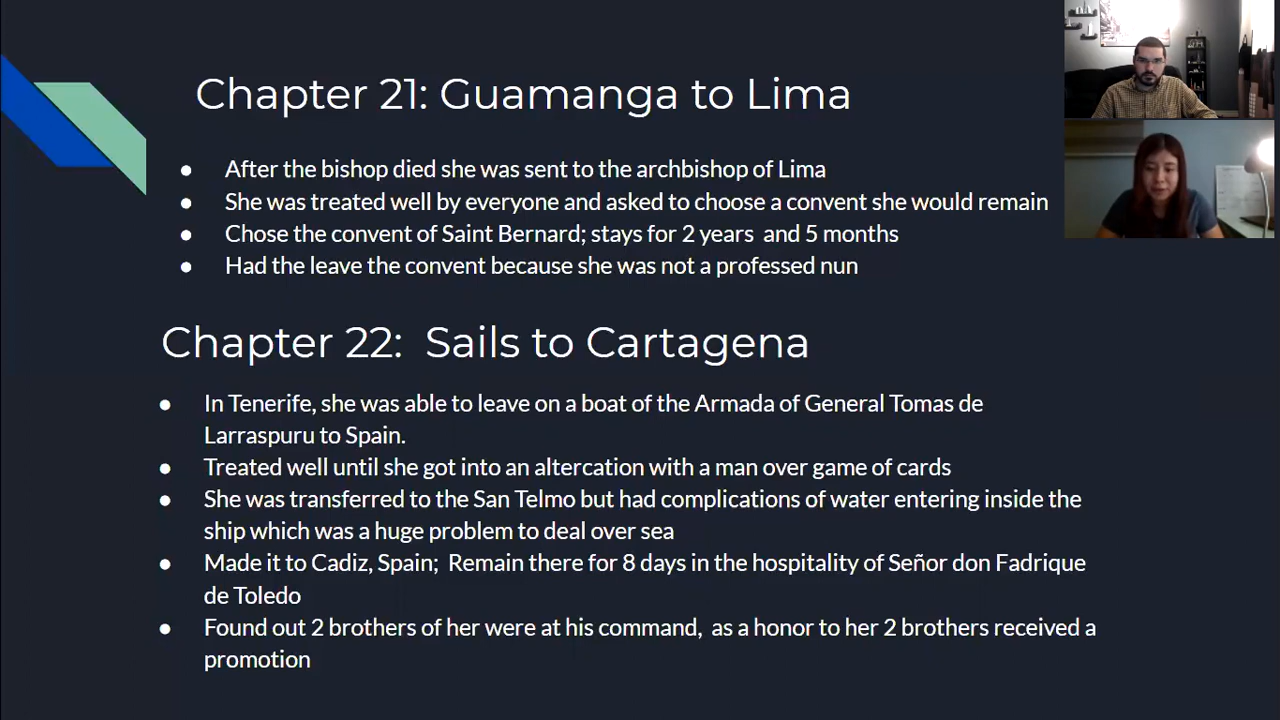 Chapter 21: Guamanga to Lima
● After the bishop died she was sent to the archbishop of Lima
● She was treated well by everyone and asked to choose a convent she would remain
● Chose the convent of Saint Bernard; stays for 2 years and 5 months
● Had the leave the convent because she was not a professed nun
Chapter 22: Sails to Cartagena
● In Tenerife, she was able to leave on a boat of the Armada of General Tomas de
Larraspuru to Spain.
● Treated well until she got into an altercation with a man over game of cards
● She was transferred to the San Telmo but had complications of water entering inside the
ship which was a huge problem to deal over sea
● Made it to Cadiz, Spain; Remain there for 8 days in the hospitality of Señor don Fadrique
de Toledo
● Found out 2 brothers of her were at his command, as a honor to her 2 brothers received a
promotion